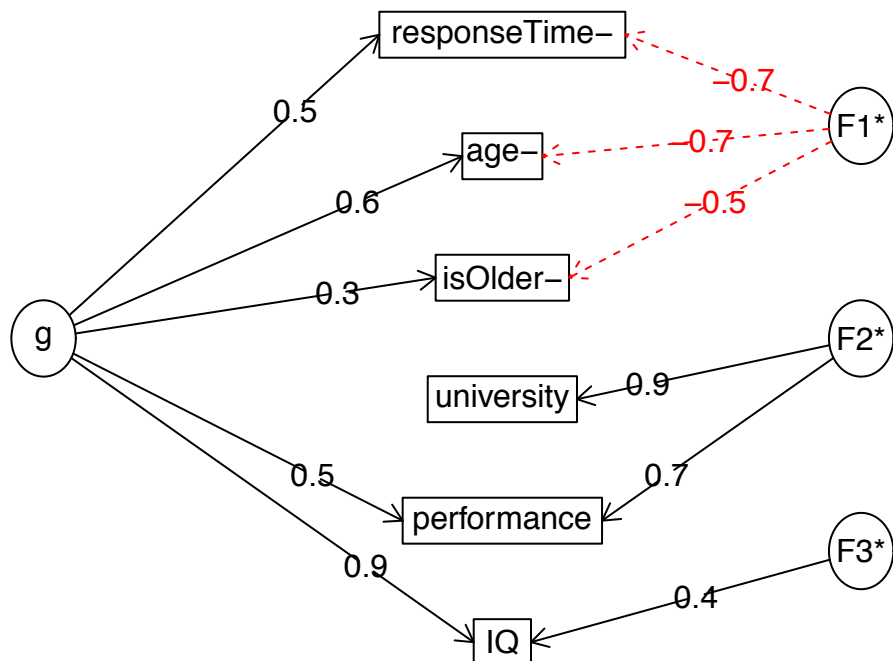 responseTime−
−0.7
0.5
F1*
age−
−0.7
0.6
−0.5
isOlder−
0.3
g
F2*
university
0.9
0.5
0.7
performance
F3*
0.9
0.4
IQ